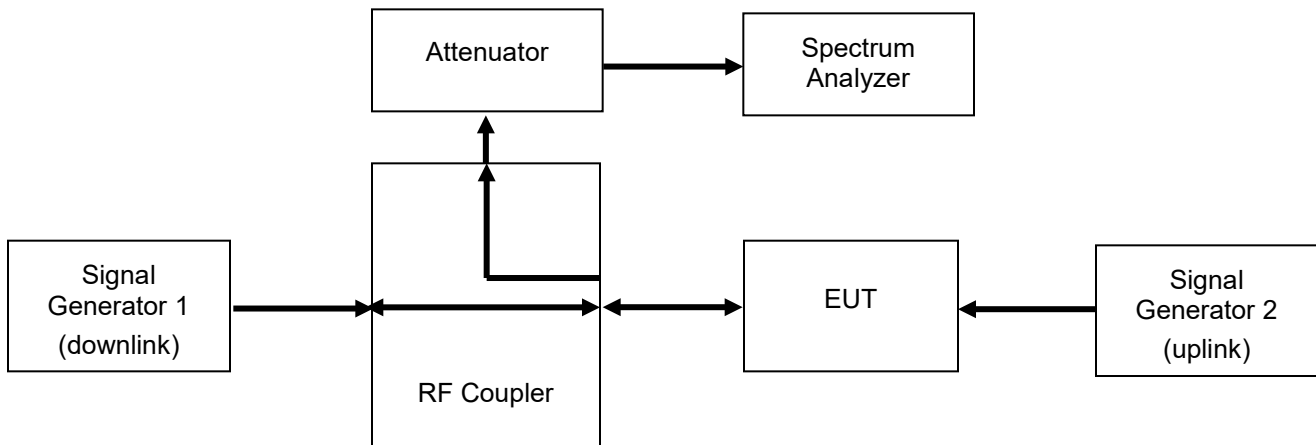 Attenuator
Spectrum
Analyzer
Signal
Generator 1
(downlink)
RF Coupler
EUT
Signal
Generator 2
(uplink)